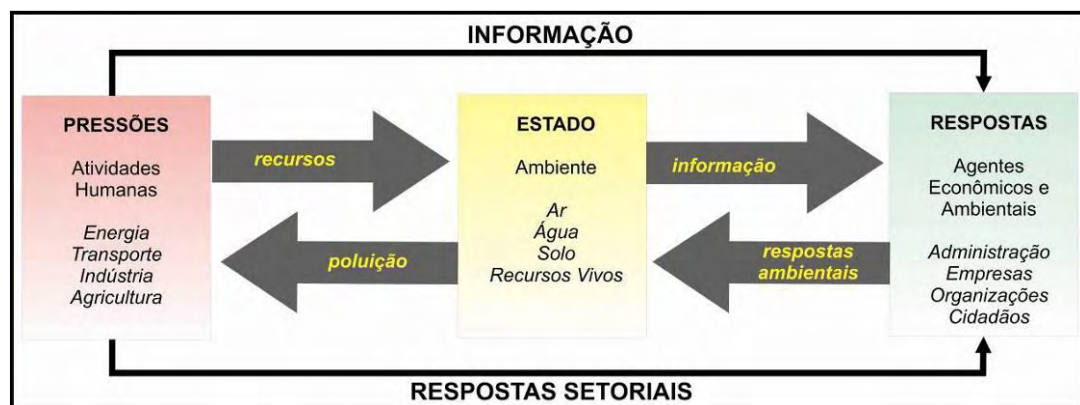 INFORMAÇÃO
PRESSÕES
Atividades
Humanas
Energia
Transporte
Indústria
Agricultura
recursos
poluição
ESTADO
Ambiente
Ar
Água
Solo
Recursos Vivos
informação
respostas
ambientais
RESPOSTAS
Agentes
Econômicos e
Ambientais
Administração
Empresas
Organizações
Cidadãos
RESPOSTAS SETORIAIS